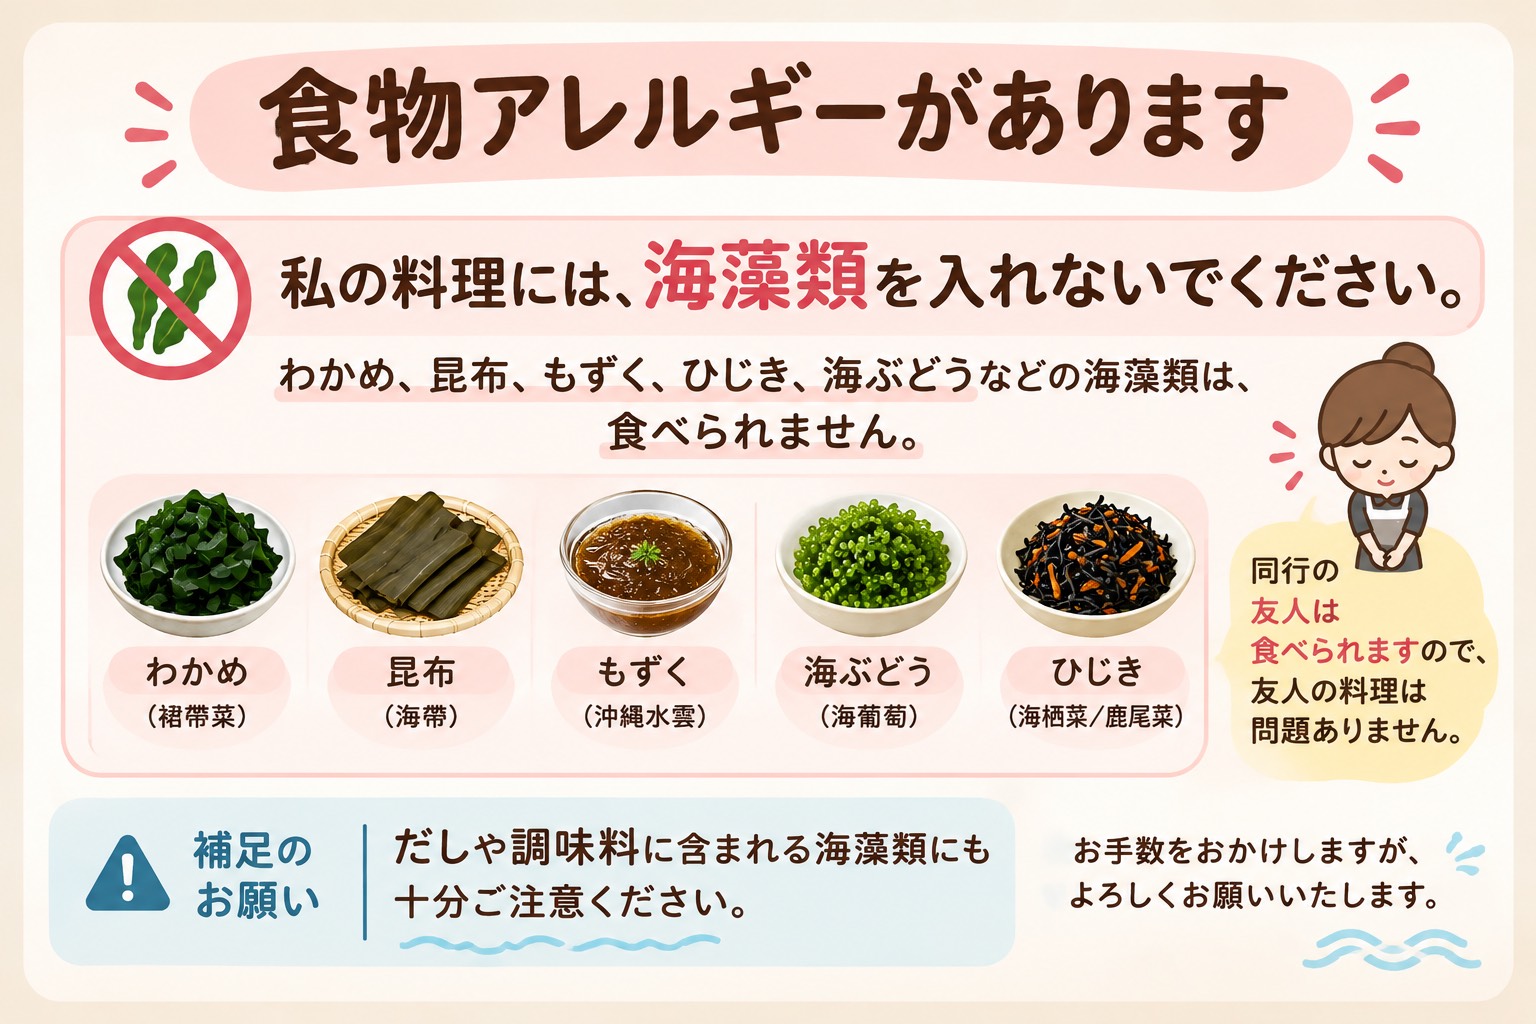 食物アレルギーがあります
私の料理には、海藻類を入れないでください。
わかめ、昆布、もずく、ひじき、海ぶどうなどの海藻類は、
食べられません。
わかめ
(裙帶菜)
昆布
(海帶)
もずく
(沖縄水雲)
海ぶどう
(海葡萄)
ひじき
(海栖菜/鹿尾菜)
同行の
友人は
食べられますので、
友人の料理は
問題ありません。
補足の
お願い
だしや調味料に含まれる海藻類にも
十分ご注意ください。
お手数をおかけしますが、
よろしくお願いいたします。